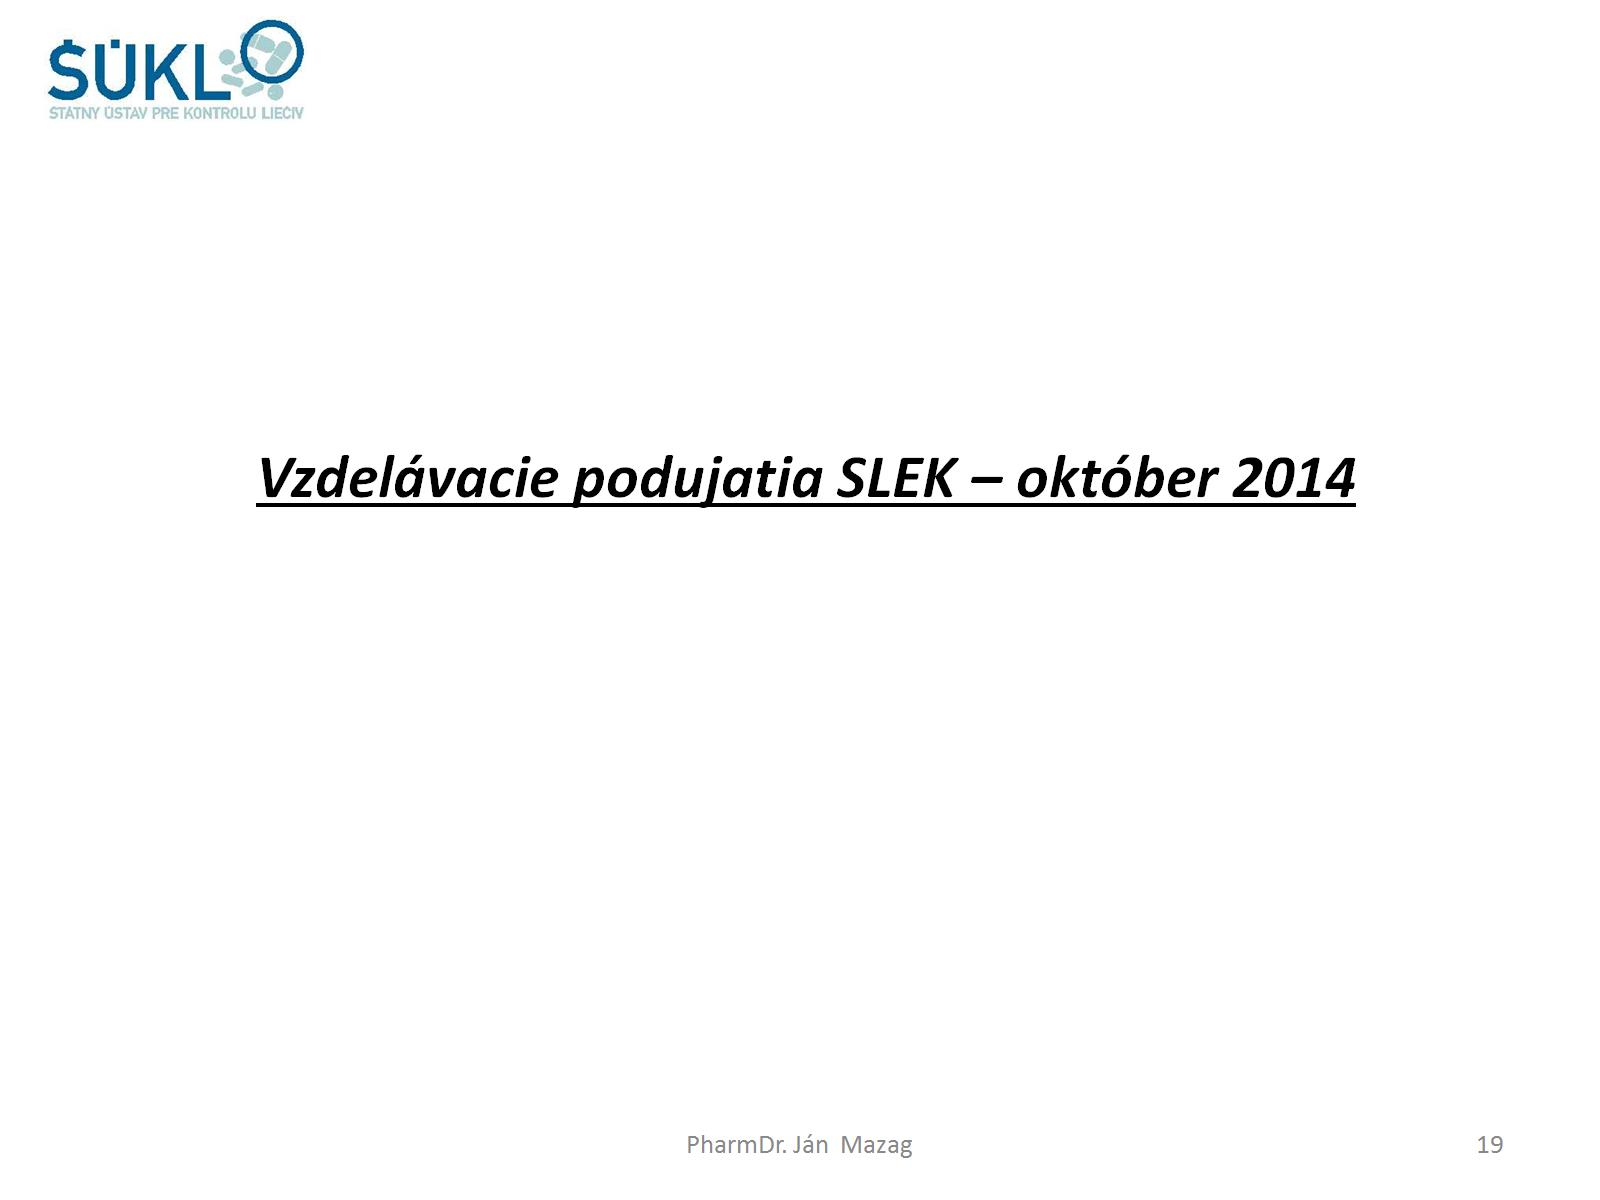 ŠÚKL
ŠTÁTNY ÚSTAV PRE KONTROLU LIEČIV
Vzdelávacie podujatia SLEK – október 2014
PharmDr. Ján Mazag
19